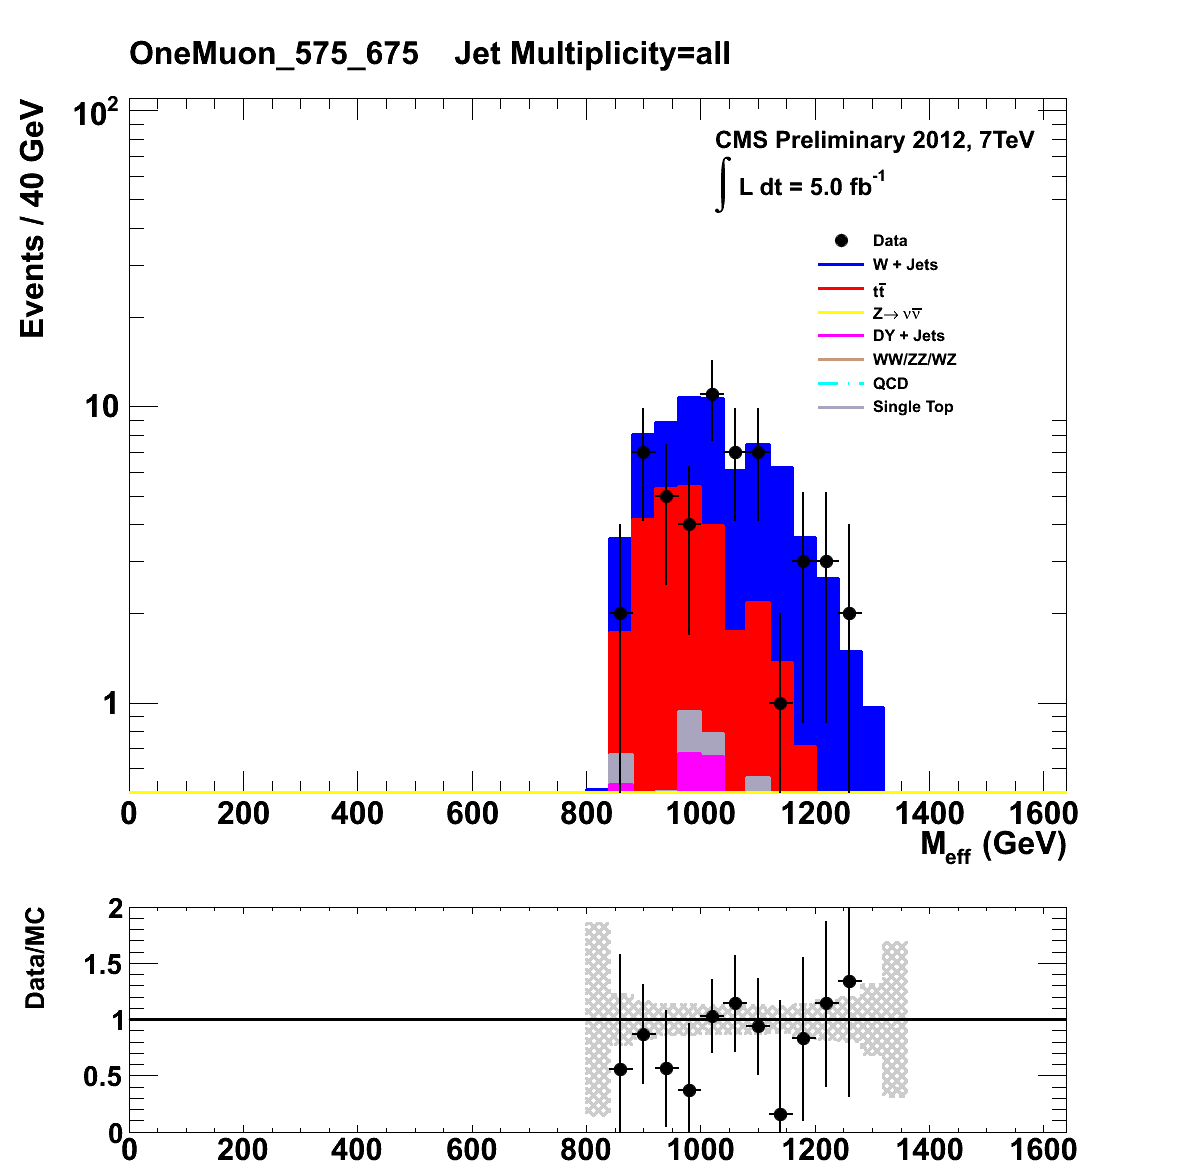 OneMuon_575_675 Jet Multiplicity=all
Events / 40 GeV
10²
10
1
CMS Preliminary 2012, 7TeV
∫ L dt = 5.0 fb⁻¹
Data
W + Jets
tt̅
Z→ νν̅
DY + Jets
WW/ZZ/WZ
QCD
Single Top
0 200 400 600 800 1000 1200 1400 1600
M_eff (GeV)
Data/MC
2
1.5
1
0.5
0
0 200 400 600 800 1000 1200 1400 1600